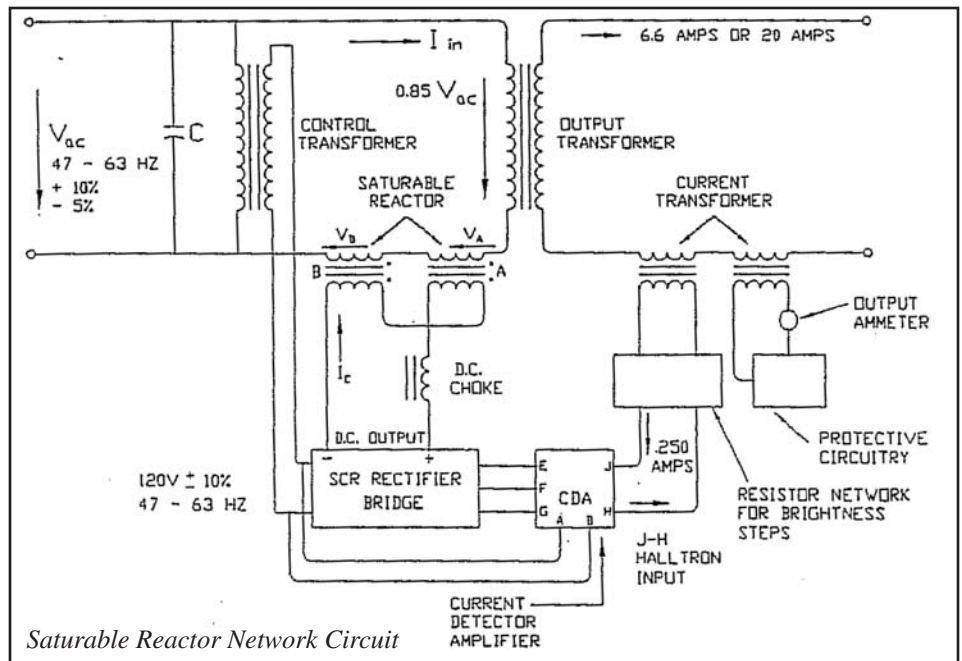 I in
6.6 AMPS OR 20 AMPS
0.85 Vac
Vac
47 - 63 HZ
+ 10%
- 5%
C
CONTROL
TRANSFORMER
OUTPUT
TRANSFORMER
SATURABLE
REACTOR
CURRENT
TRANSFORMER
VB
VA
B
A
OUTPUT
AMMETER
Ic
D.C.
CHOKE
D.C. OUTPUT
- +
.250
AMPS
PROTECTIVE
CIRCUITRY
120V ± 10%
47 - 63 HZ
SCR RECTIFIER
BRIDGE
E
F
G
CDA
A B
J
H
RESISTOR NETWORK
FOR BRIGHTNESS
STEPS
J-H
HALLTRON
INPUT
CURRENT
DETECTOR
AMPLIFIER
Saturable Reactor Network Circuit